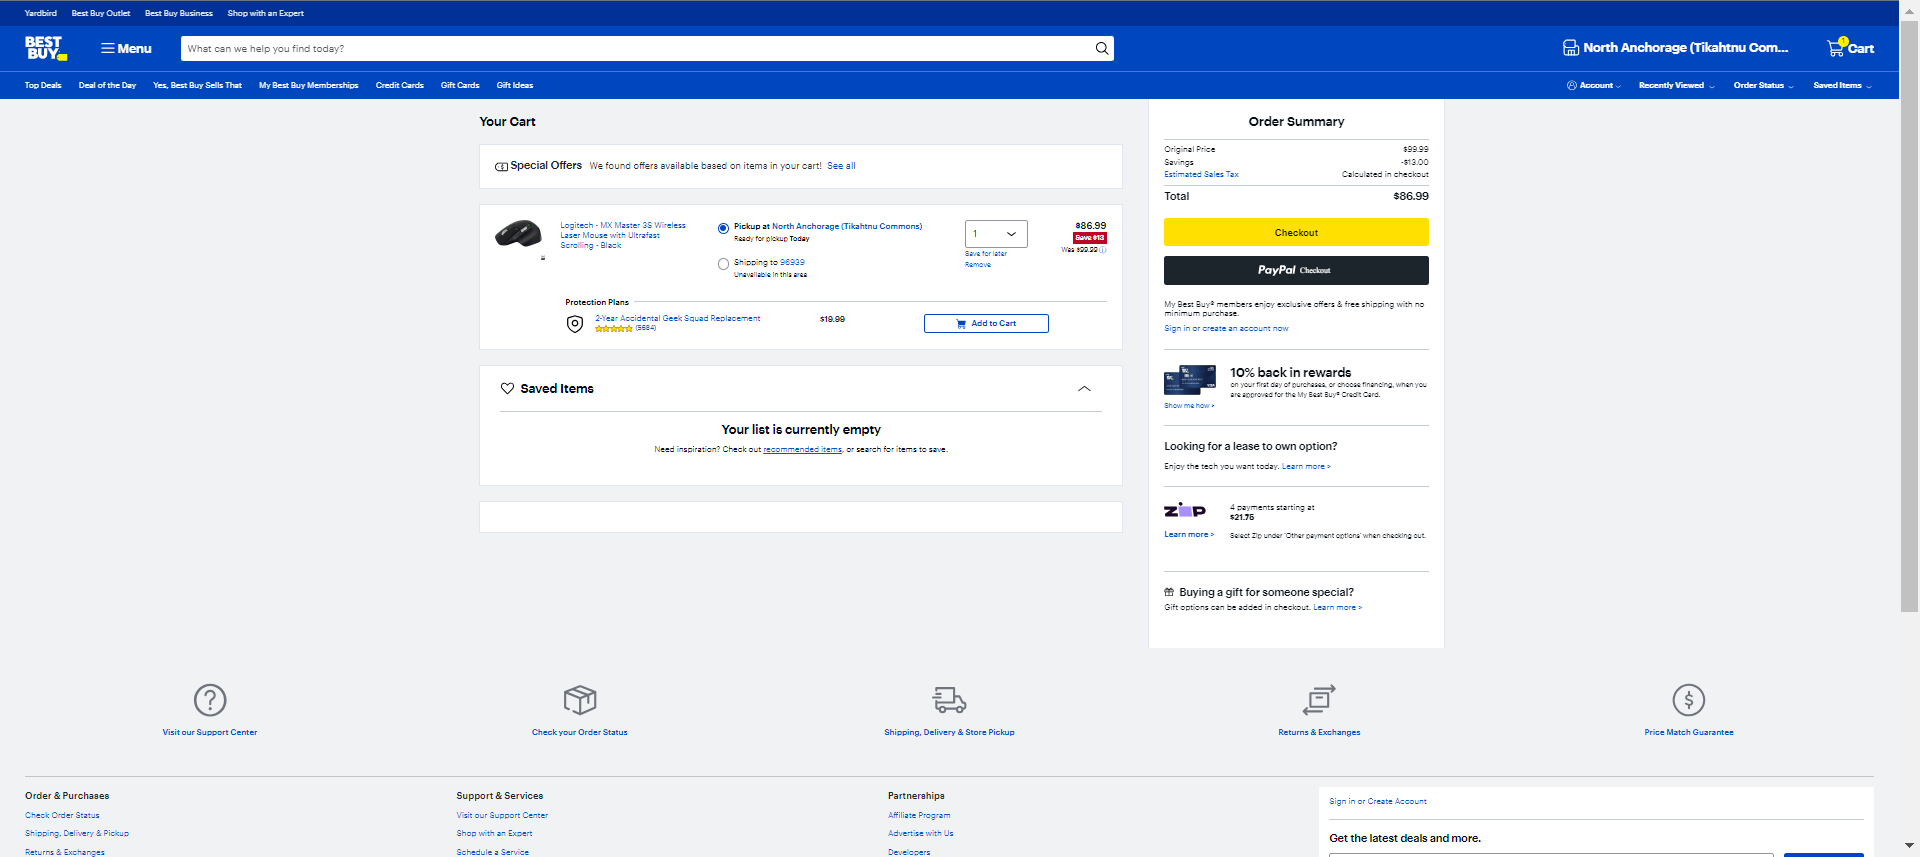 Yardbird Best Buy Outlet Best Buy Business Shop with an Expert
BEST BUY
Menu
What can we help you find today?
North Anchorage (Tikahtnu Com...
1
Cart
Top Deals Deal of the Day Yes, Best Buy Sells That My Best Buy Memberships Credit Cards Gift Cards Gift Ideas
Account Recently Viewed Order Status Saved Items
Your Cart
Special Offers We found offers available based on items in your cart! See all
Logitech - MX Master 3S Wireless
Laser Mouse with Ultrafast
Scrolling - Black
Pickup at North Anchorage (Tikahtnu Commons)
Ready for pickup Today
Shipping to 96939
Unavailable in this area
1
Save for later
Remove
$86.99
Save $13
Was $99.99
Protection Plans
2-Year Accidental Geek Squad Replacement
(5684)
$19.99
Add to Cart
Saved Items
Your list is currently empty
Need inspiration? Check out recommended items, or search for items to save.
Order Summary
Original Price $99.99
Savings -$13.00
Estimated Sales Tax Calculated in checkout
Total $86.99
Checkout
PayPal Checkout
My Best Buy® members enjoy exclusive offers & free shipping with no
minimum purchase.
Sign in or create an account now
10% back in rewards
on your first day of purchases, or choose financing, when you
are approved for the My Best Buy® Credit Card.
Show me how >
Looking for a lease to own option?
Enjoy the tech you want today. Learn more >
ZIP
4 payments starting at
$21.75
Learn more >
Select Zip under 'Other payment options' when checking out.
Buying a gift for someone special?
Gift options can be added in checkout. Learn more >
Visit our Support Center
Check your Order Status
Shipping, Delivery & Store Pickup
Returns & Exchanges
Price Match Guarantee
Order & Purchases
Check Order Status
Shipping, Delivery & Pickup
Returns & Exchanges
Support & Services
Visit our Support Center
Shop with an Expert
Schedule a Service
Partnerships
Affiliate Program
Advertise with Us
Developers
Sign in or Create Account
Get the latest deals and more.